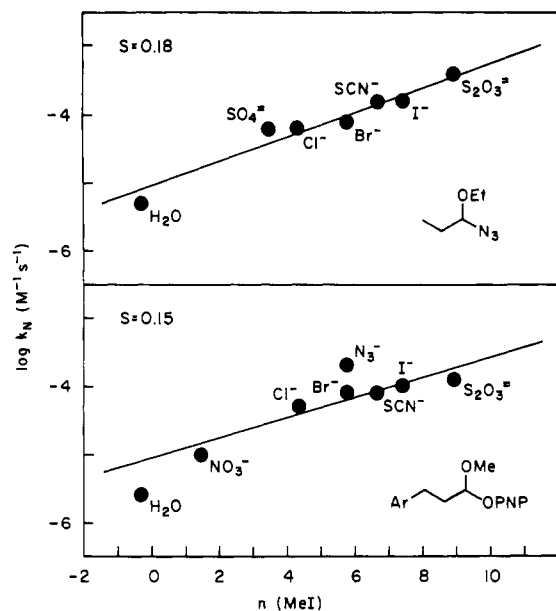 S=0.18
-4
-6
SO₄⁼
SCN⁻
S₂O₃⁼
Cl⁻
Br⁻
I⁻
H₂O
OEt
N₃
log kN (M⁻¹ s⁻¹)
S=0.15
-4
-6
N₃⁻
Cl⁻
Br⁻
I⁻
SCN⁻
S₂O₃⁼
NO₃⁻
H₂O
OMe
Ar
OPNP
-2 0 2 4 6 8 10
n (MeI)